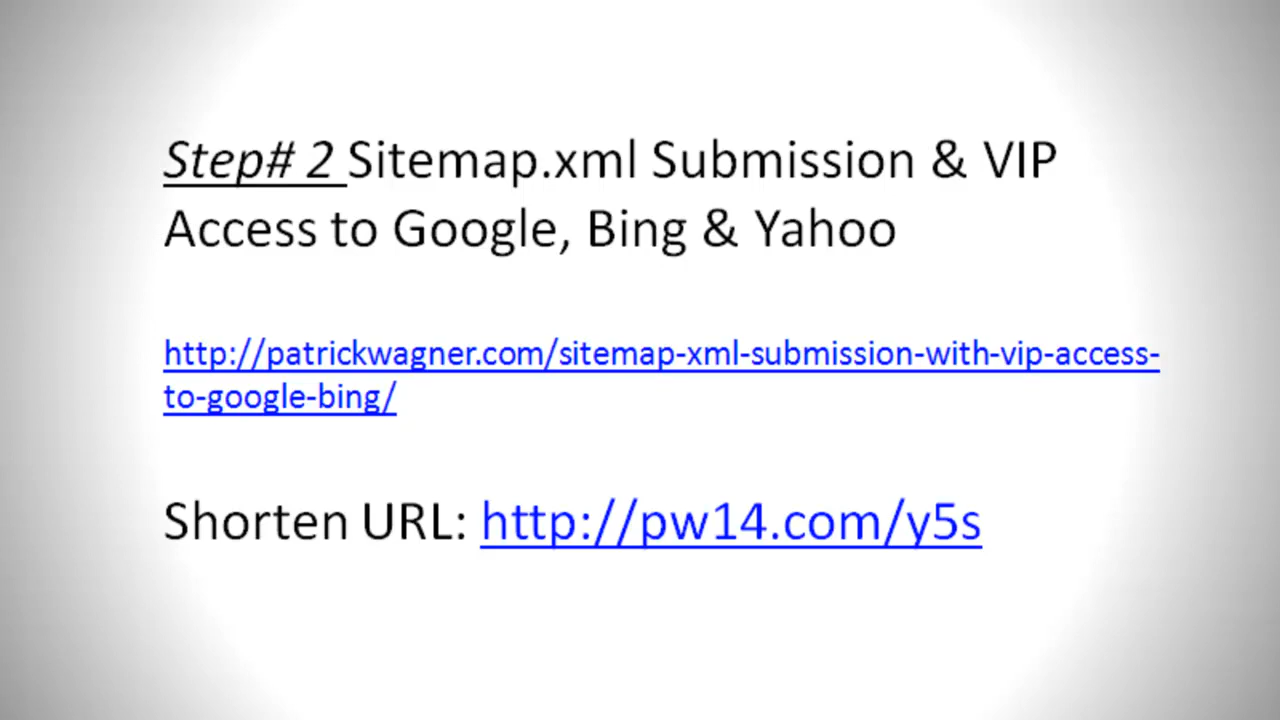 Step# 2 Sitemap.xml Submission & VIP
Access to Google, Bing & Yahoo
http://patrickwagner.com/sitemap-xml-submission-with-vip-access-
to-google-bing/
Shorten URL: http://pw14.com/y5s